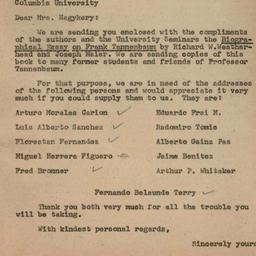 Columbia University
Dear Mrs. Nagykery:
We are sending you enclosed with the compliments
of the authors and the University Seminars the Biogra-
phical Essay on Frank Tannenbaum by Richard W.Weather-
head and Joseph Maier. We are sending copies of this
book to many former students and friends of Professor
Tannenbaum.
For that purpose, we are in need of the addresses
of the following persons and would appreciate it very
much if you could supply them to us. They are:
Arturo Morales Carion Eduardo Frei M.
Luis Alberto Sanchez Radomiro Tomic
Florestan Fernandes Alberto Gainz Pas
Miguel Herrera Figuero Jaime Benitez
Fred Bronner Arthur P. Whitaker
Fernando Belaunde Terry
Thank you both very much for all the trouble you
will be taking.
With kindest personal regards,
Sincerely yours